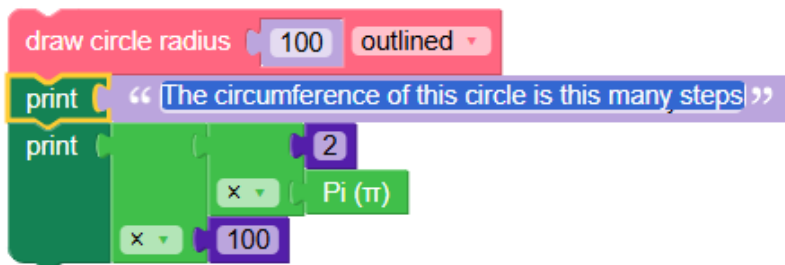 draw circle radius 100 outlined
print “ The circumference of this circle is this many steps ”
print 2
× Pi (π)
× 100